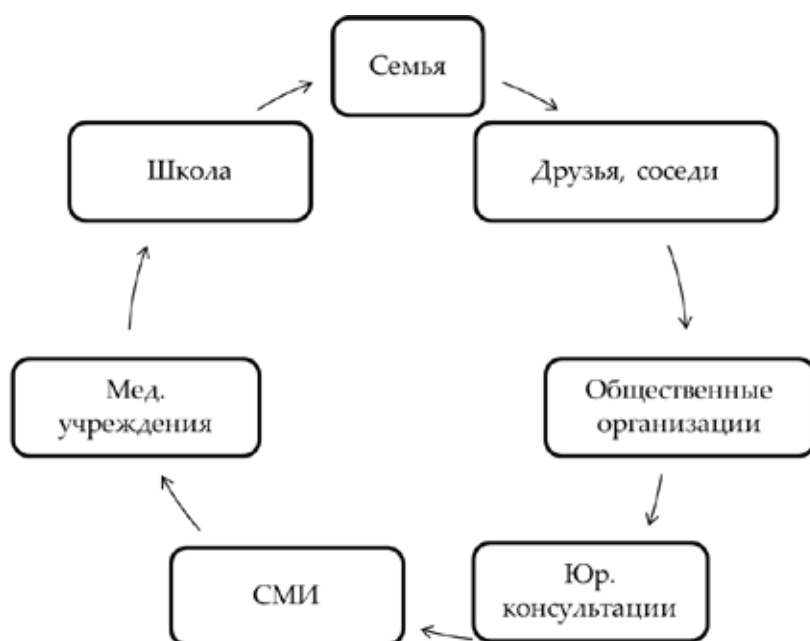 Семья
Школа
Друзья, соседи
Мед.
учреждения
Общественные
организации
СМИ
Юр.
консультации